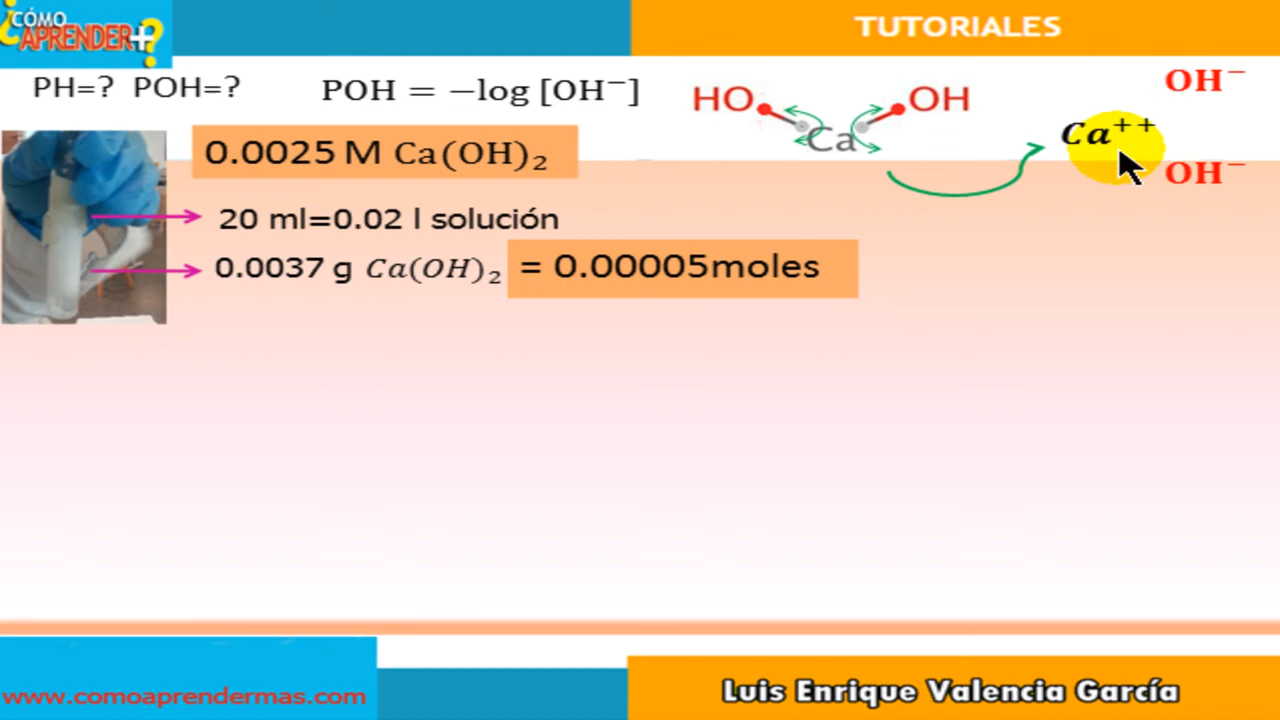 ¿CÓMO
APRENDER+?
TUTORIALES
PH=? POH=?
POH = −log [OH⁻]
HO OH
Ca
OH⁻
Ca⁺⁺
OH⁻
0.0025 M Ca(OH)₂
20 ml=0.02 l solución
0.0037 g Ca(OH)₂ = 0.00005moles
www.comoaprendermas.com
Luis Enrique Valencia García